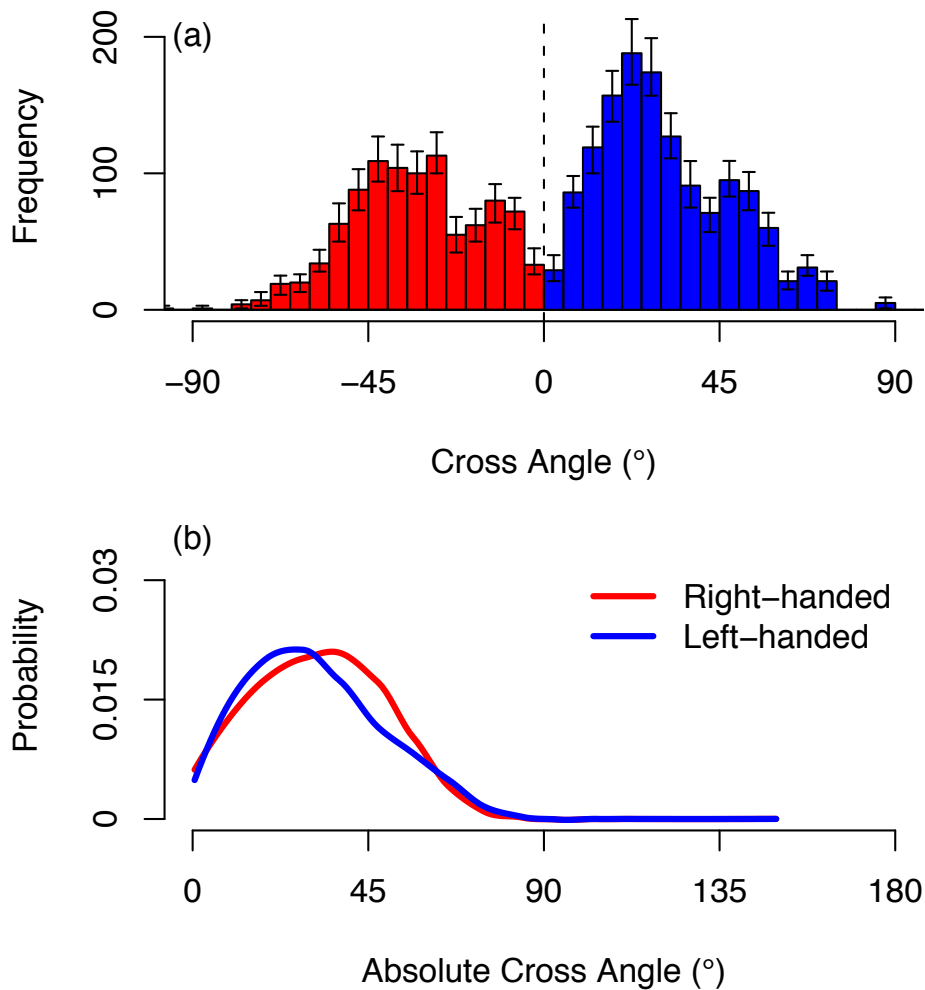 (a)
Frequency
200
100
0
−90 −45 0 45 90
Cross Angle (°)
(b)
Probability
0.03
0.015
0
Right−handed
Left−handed
0 45 90 135 180
Absolute Cross Angle (°)